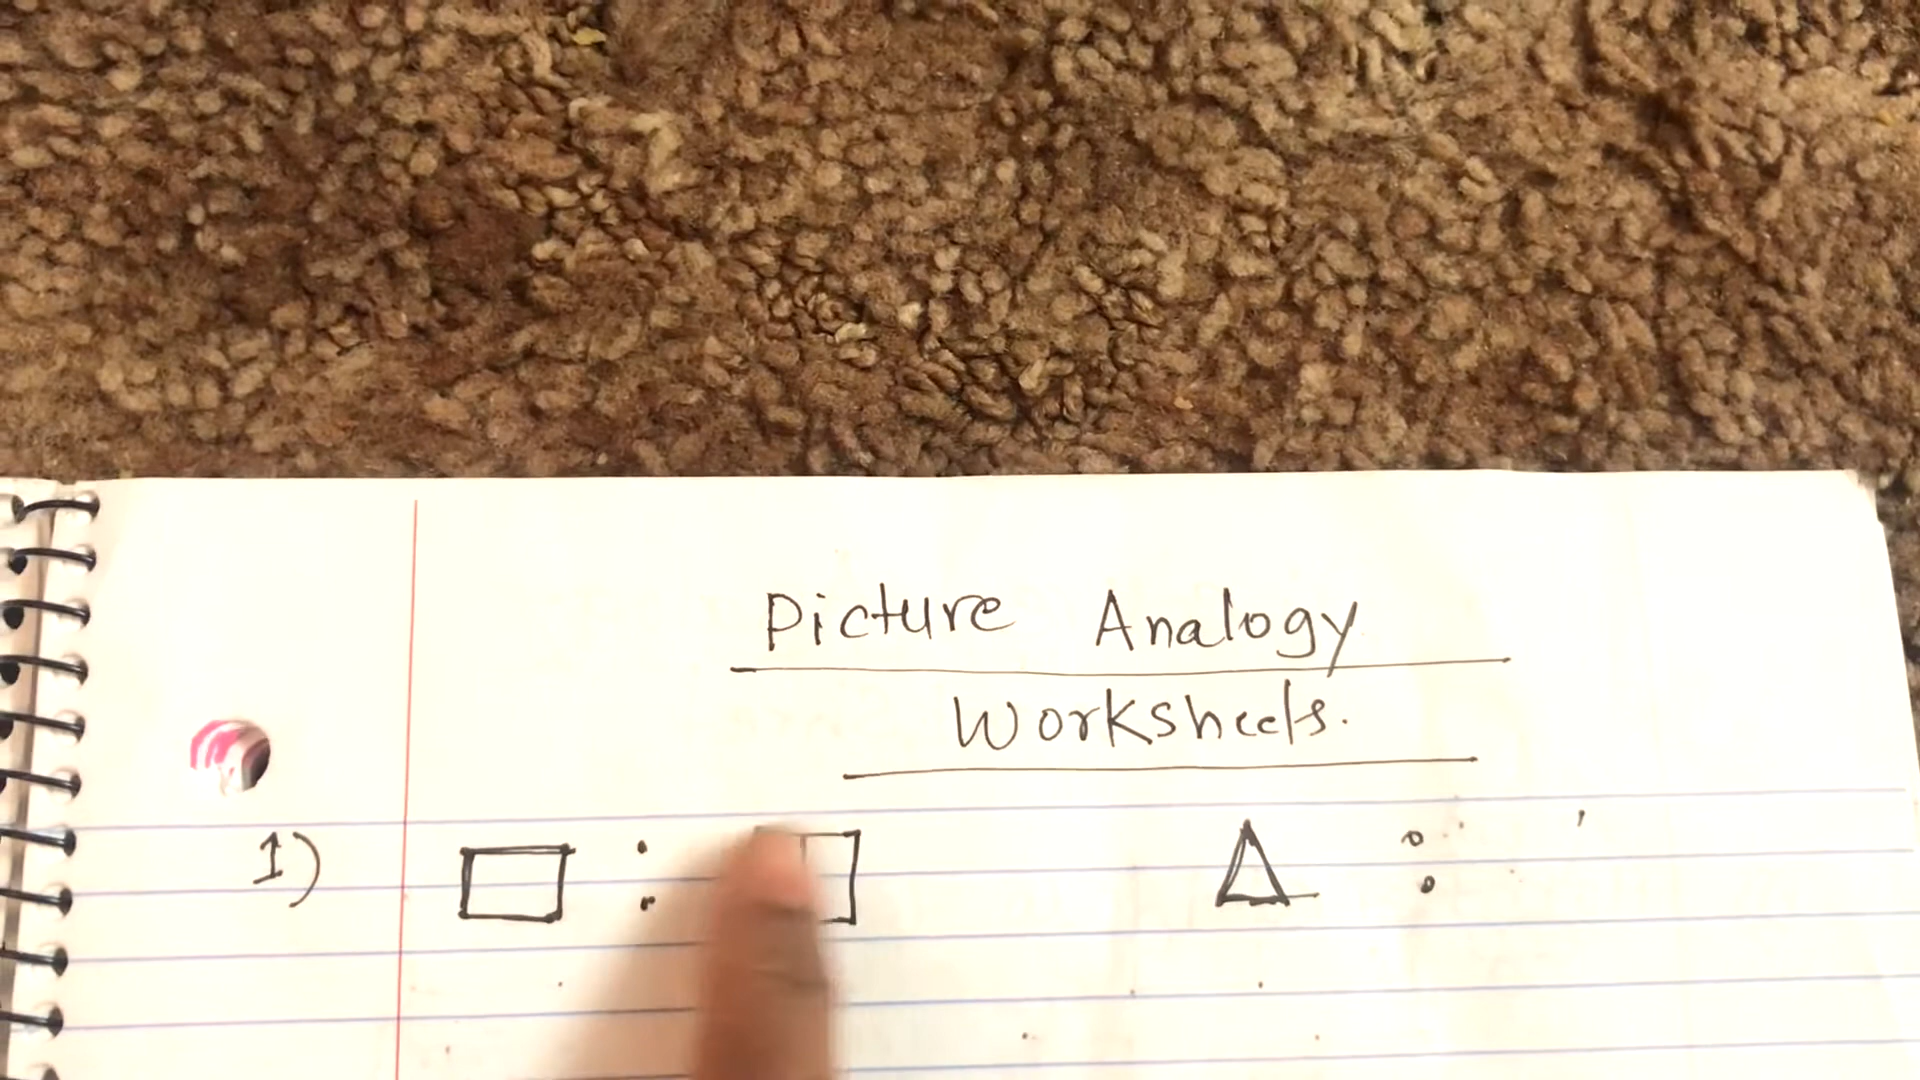 Picture Analogy
Worksheets.
1) : :